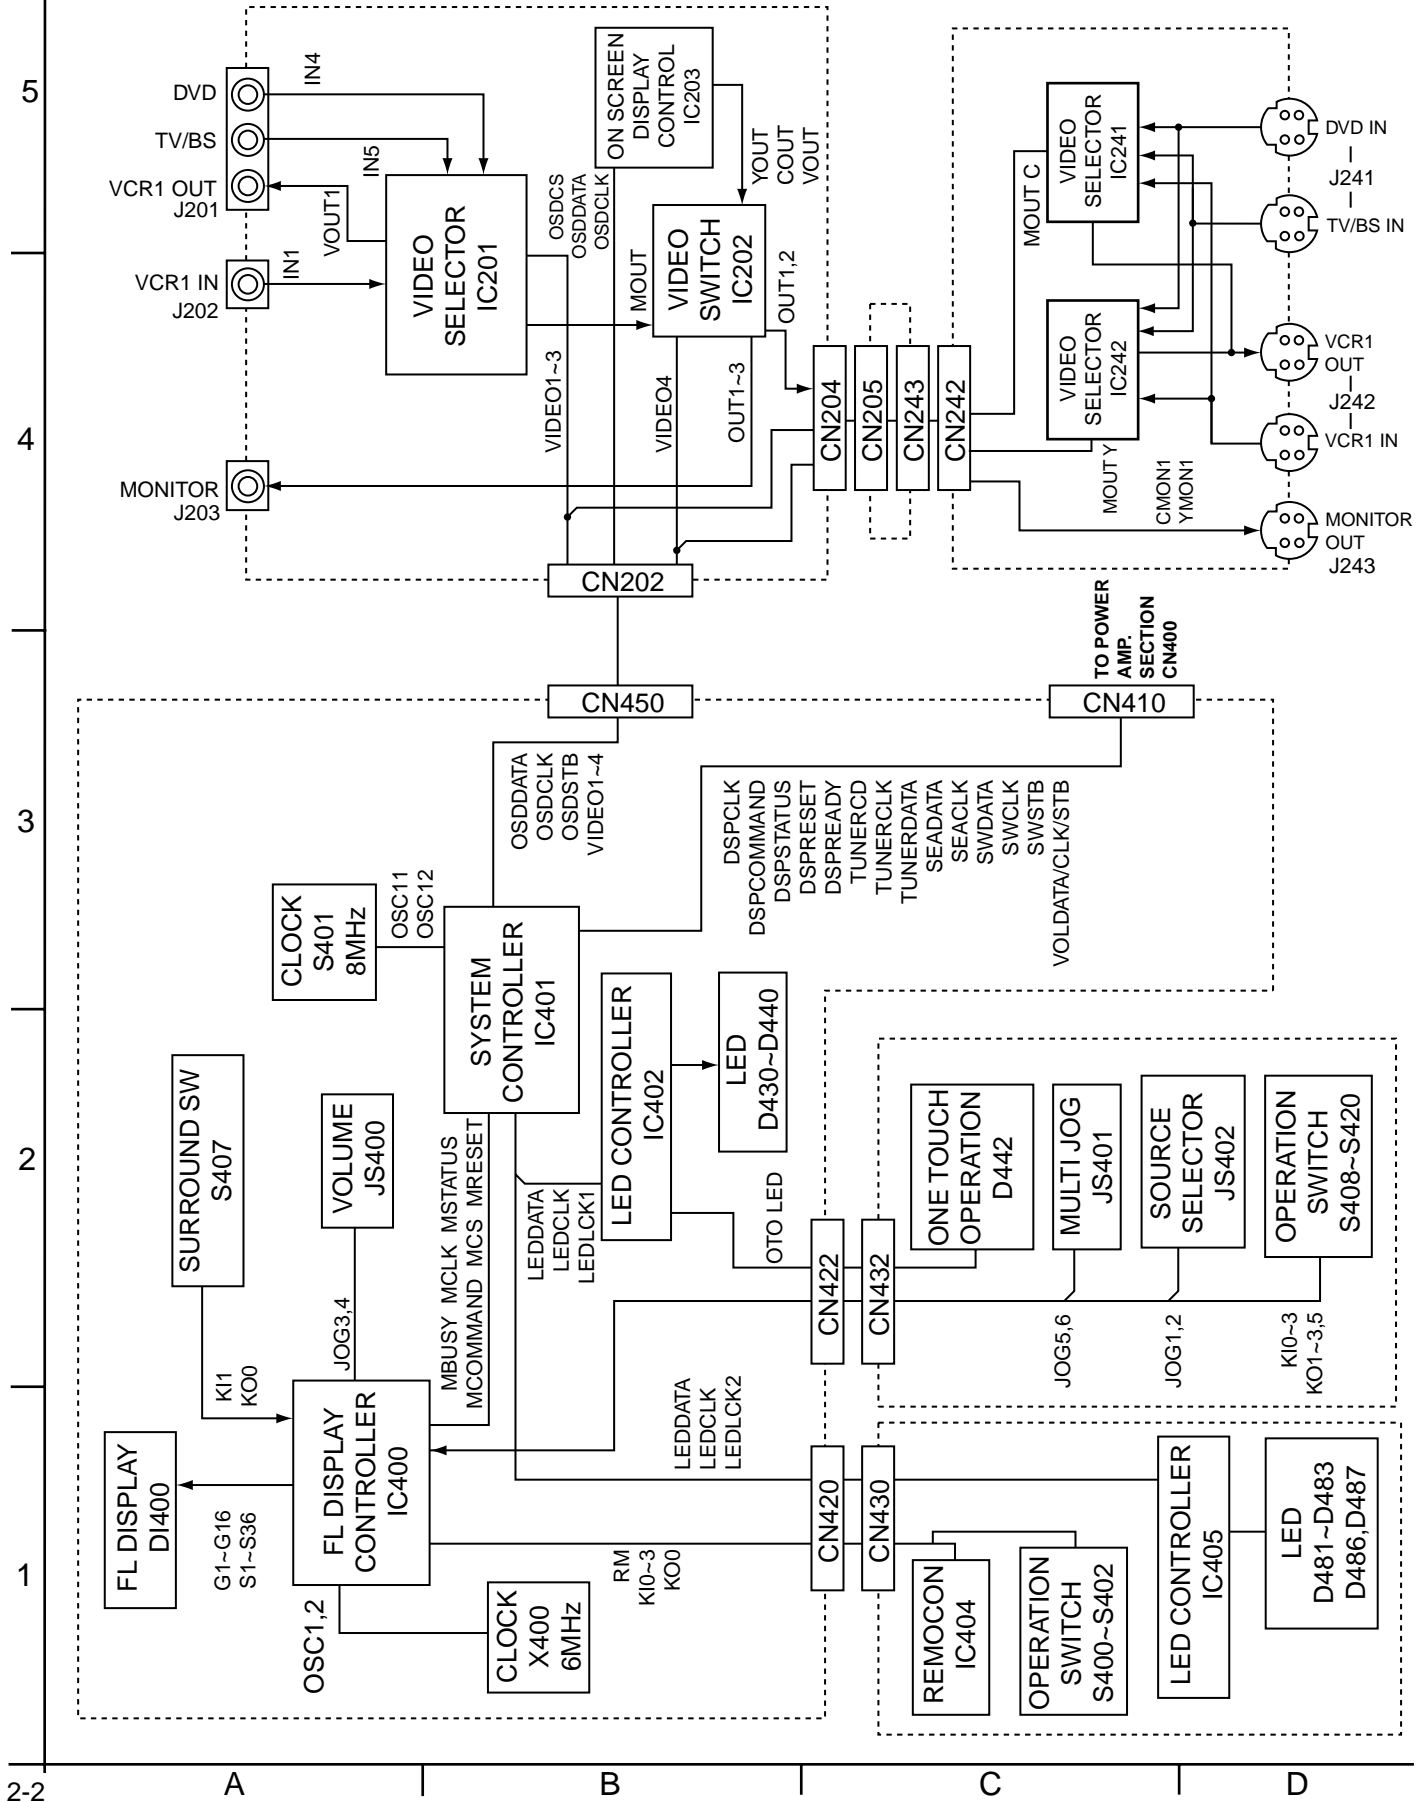 5
DVD
TV/BS
VCR1 OUT
J201
VCR1 IN
J202
MONITOR
J203
IN4
IN5
VOUT1
IN1
VIDEO
SELECTOR
IC201
ON SCREEN
DISPLAY
CONTROL
IC203
OSDCS
OSDDATA
OSDCLK
YOUT
COUT
VOUT
MOUT
VIDEO
SWITCH
IC202
OUT1,2
VIDEO1~3
VIDEO4
OUT1~3
CN204
CN205
CN243
CN242
MOUT C
VIDEO
SELECTOR
IC241
VIDEO
SELECTOR
IC242
MOUT Y
CMON1
YMON1
DVD IN
J241
TV/BS IN
VCR1
OUT
J242
VCR1 IN
MONITOR
OUT
J243
4
CN202
TO POWER
AMP.
SECTION
CN400
CN450
CN410
3
OSDDATA
OSDCLK
OSDSTB
VIDEO1~4
DSPCLK
DSPCOMMAND
DSPSTATUS
DSPRESET
DSPREADY
TUNERCD
TUNERCLK
TUNERDATA
SEADATA
SEACLK
SWDATA
SWCLK
SWSTB
VOLDATA/CLK/STB
CLOCK
S401
8MHz
OSC11
OSC12
SYSTEM
CONTROLLER
IC401
LED CONTROLLER
IC402
LED
D430~D440
2
SURROUND SW
S407
VOLUME
JS400
JOG3,4
MBUSY MCLK MSTATUS
MCOMMAND MCS MRESET
LEDDATA
LEDCLK
LEDLCK1
OTO LED
CN422
CN432
ONE TOUCH
OPERATION
D442
MULTI JOG
JS401
SOURCE
SELECTOR
JS402
OPERATION
SWITCH
S408~S420
JOG5,6
JOG1,2
KI0~3
KO1~3,5
KI1
KO0
1
FL DISPLAY
DI400
G1~G16
S1~S36
FL DISPLAY
CONTROLLER
IC400
OSC1,2
CLOCK
X400
6MHz
LEDDATA
LEDCLK
LEDLCK2
RM
KI0~3
KO0
CN420
CN430
REMOCON
IC404
OPERATION
SWITCH
S400~S402
LED CONTROLLER
IC405
LED
D481~D483
D486,D487
2-2
A
B
C
D